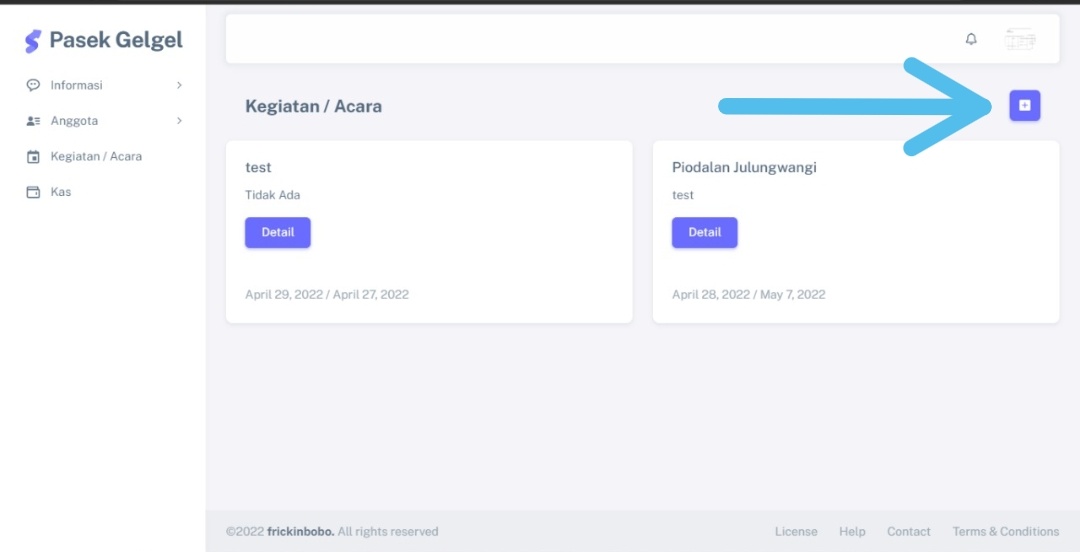 Pasek Gelgel
Informasi
Anggota
Kegiatan / Acara
Kas
Kegiatan / Acara
test
Tidak Ada
Detail
April 29, 2022 / April 27, 2022
Piodalan Julungwangi
test
Detail
April 28, 2022 / May 7, 2022
©2022 frickinbobo. All rights reserved
License Help Contact Terms & Conditions